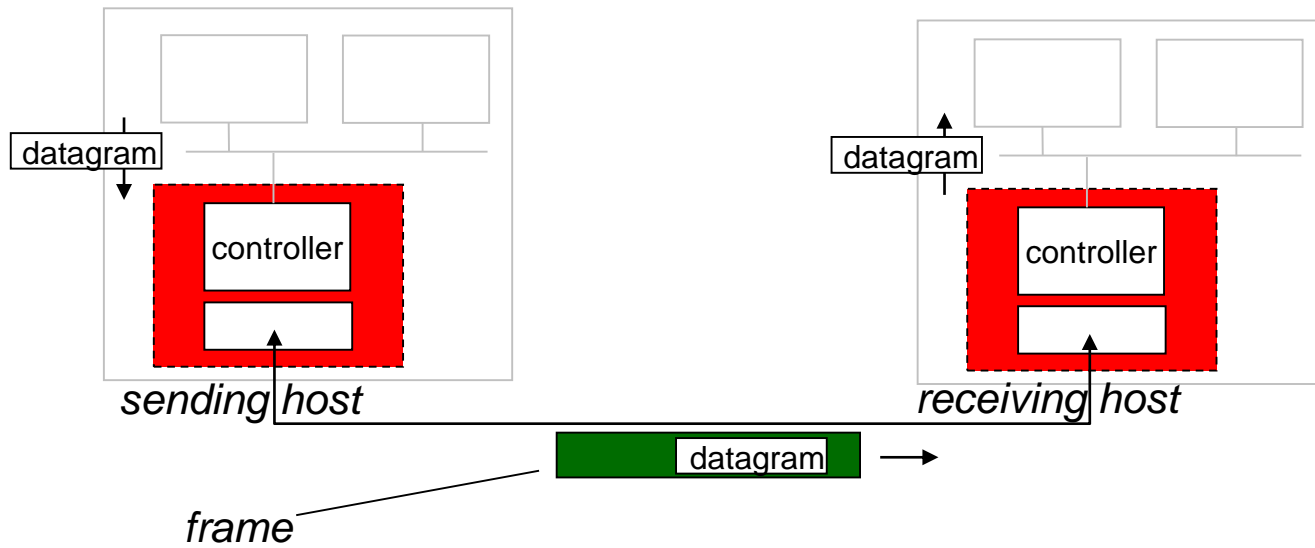 datagram
datagram
controller
controller
sending host
receiving host
datagram
frame